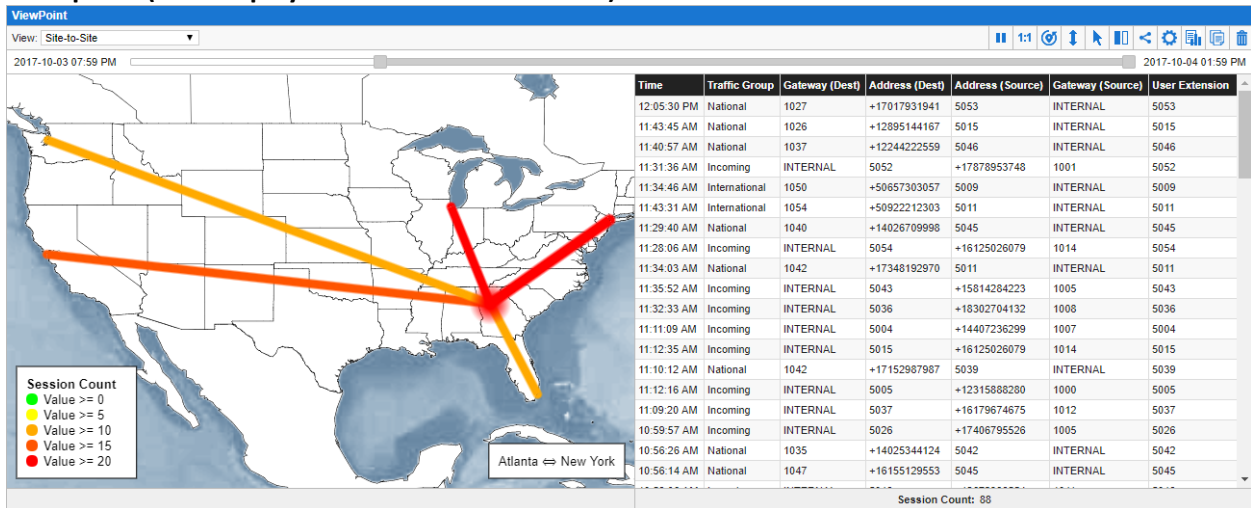 ViewPoint
View: Site-to-Site
1:1
2017-10-03 07:59 PM 2017-10-04 01:59 PM
Time Traffic Group Gateway (Dest) Address (Dest) Address (Source) Gateway (Source) User Extension
12:05:30 PM National 1027 +17017931941 5053 INTERNAL 5053
11:43:45 AM National 1026 +12895144167 5015 INTERNAL 5015
11:40:57 AM National 1037 +12244222559 5046 INTERNAL 5046
11:31:36 AM Incoming INTERNAL 5052 +17878953748 1001 5052
11:34:46 AM International 1050 +50657303057 5009 INTERNAL 5009
11:43:31 AM International 1054 +50922212303 5011 INTERNAL 5011
11:29:40 AM National 1040 +14026709998 5045 INTERNAL 5045
11:28:06 AM Incoming INTERNAL 5054 +16125026079 1014 5054
11:34:03 AM National 1042 +17348192970 5011 INTERNAL 5011
11:35:52 AM Incoming INTERNAL 5043 +15814284223 1005 5043
11:32:33 AM Incoming INTERNAL 5036 +18302704132 1008 5036
11:11:09 AM Incoming INTERNAL 5004 +14407236299 1007 5004
11:12:35 AM Incoming INTERNAL 5015 +16125026079 1014 5015
11:10:12 AM National 1042 +17152987987 5039 INTERNAL 5039
11:12:16 AM Incoming INTERNAL 5005 +12315888280 1000 5005
11:09:20 AM Incoming INTERNAL 5037 +16179674675 1012 5037
10:59:57 AM Incoming INTERNAL 5026 +17406795526 1005 5026
10:56:26 AM National 1035 +14025344124 5042 INTERNAL 5042
10:56:14 AM National 1047 +16155129553 5045 INTERNAL 5045
Session Count
Value >= 0
Value >= 5
Value >= 10
Value >= 15
Value >= 20
Atlanta ⇔ New York
Session Count: 88